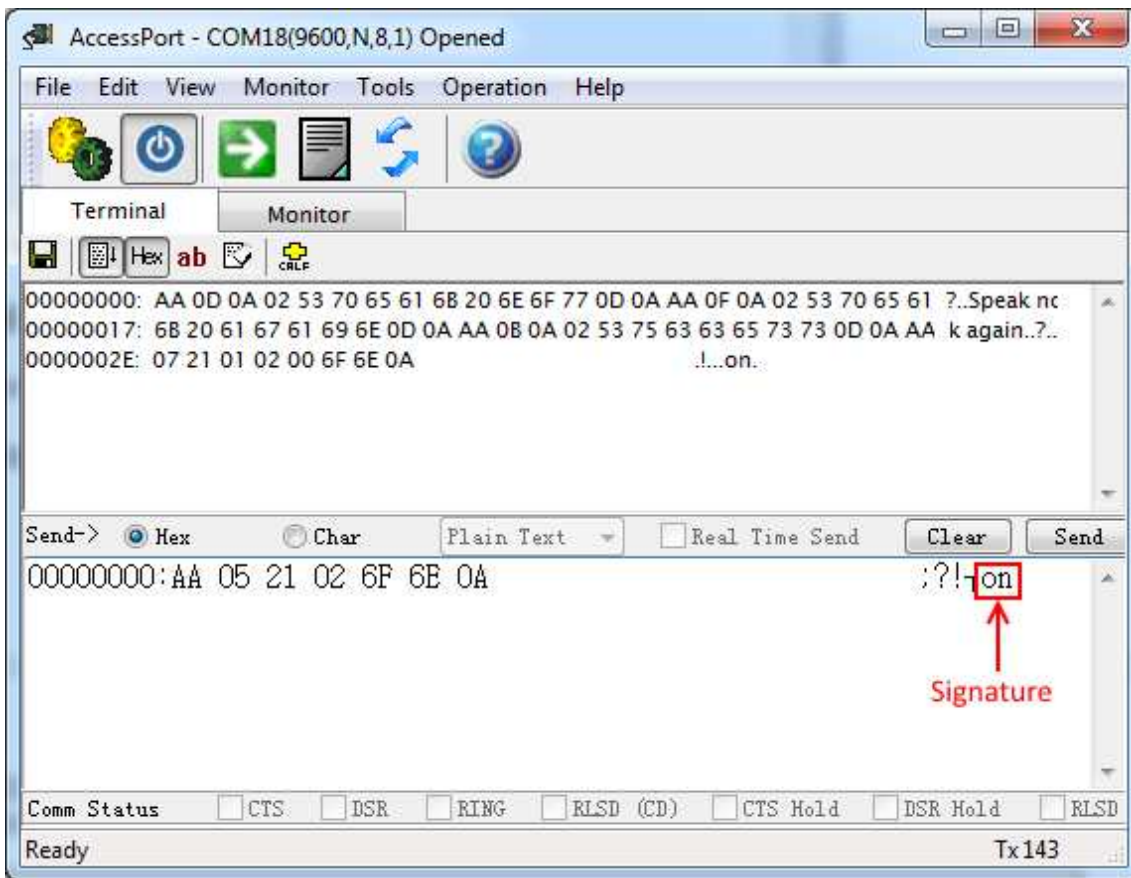 AccessPort - COM18(9600,N,8,1) Opened
File Edit View Monitor Tools Operation Help
Terminal Monitor
Hex ab CRLF
00000000: AA 0D 0A 02 53 70 65 61 6B 20 6E 6F 77 0D 0A AA 0F 0A 02 53 70 65 61 ?..Speak nc
00000017: 6B 20 61 67 61 69 6E 0D 0A AA 0B 0A 02 53 75 63 63 65 73 73 0D 0A AA k again..?..
0000002E: 07 21 01 02 00 6F 6E 0A .!...on.
Send-> Hex Char Plain Text Real Time Send Clear Send
00000000:AA 05 21 02 6F 6E 0A ;?!┐on
Signature
Comm Status CTS DSR RING RLSD (CD) CTS Hold DSR Hold RLSD
Ready Tx 143